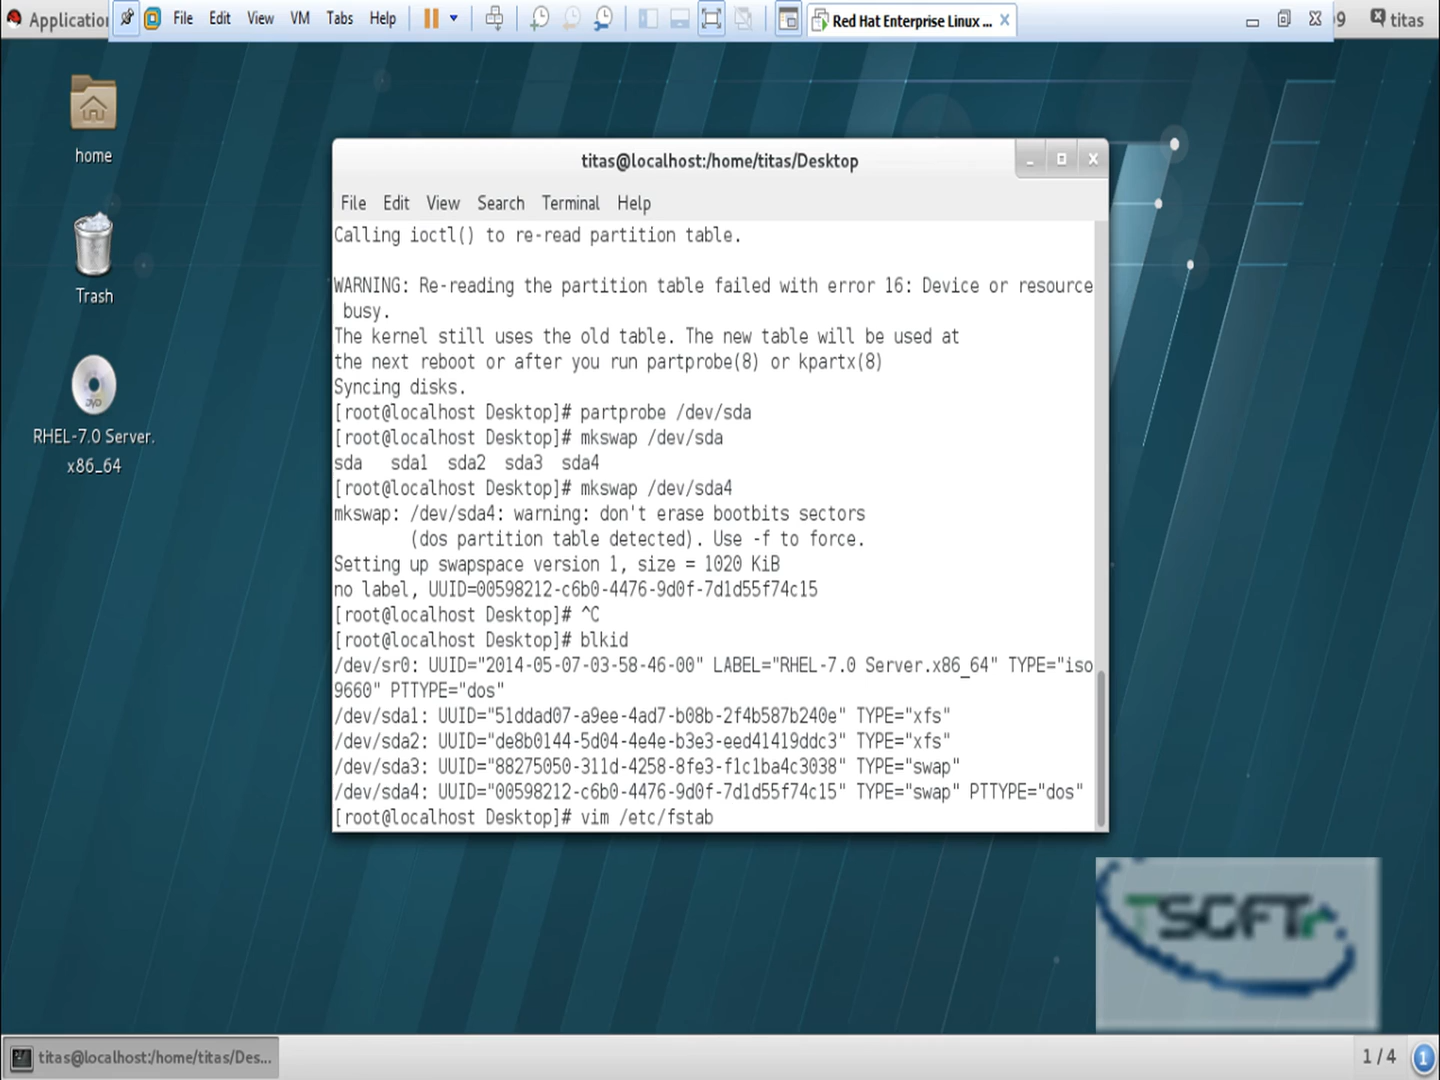 Application
File Edit View VM Tabs Help
Red Hat Enterprise Linux ...
9
titas
home
Trash
RHEL-7.0 Server.
x86_64
titas@localhost:/home/titas/Desktop
File Edit View Search Terminal Help
Calling ioctl() to re-read partition table.
WARNING: Re-reading the partition table failed with error 16: Device or resource
busy.
The kernel still uses the old table. The new table will be used at
the next reboot or after you run partprobe(8) or kpartx(8)
Syncing disks.
[root@localhost Desktop]# partprobe /dev/sda
[root@localhost Desktop]# mkswap /dev/sda
sda sda1 sda2 sda3 sda4
[root@localhost Desktop]# mkswap /dev/sda4
mkswap: /dev/sda4: warning: don't erase bootbits sectors
(dos partition table detected). Use -f to force.
Setting up swapspace version 1, size = 1020 KiB
no label, UUID=00598212-c6b0-4476-9d0f-7d1d55f74c15
[root@localhost Desktop]# ^C
[root@localhost Desktop]# blkid
/dev/sr0: UUID="2014-05-07-03-58-46-00" LABEL="RHEL-7.0 Server.x86_64" TYPE="iso
9660" PTTYPE="dos"
/dev/sda1: UUID="51ddad07-a9ee-4ad7-b08b-2f4b587b240e" TYPE="xfs"
/dev/sda2: UUID="de8b0144-5d04-4e4e-b3e3-eed41419ddc3" TYPE="xfs"
/dev/sda3: UUID="88275050-311d-4258-8fe3-f1c1ba4c3038" TYPE="swap"
/dev/sda4: UUID="00598212-c6b0-4476-9d0f-7d1d55f74c15" TYPE="swap" PTTYPE="dos"
[root@localhost Desktop]# vim /etc/fstab
titas@localhost:/home/titas/Des...
1 / 4
1